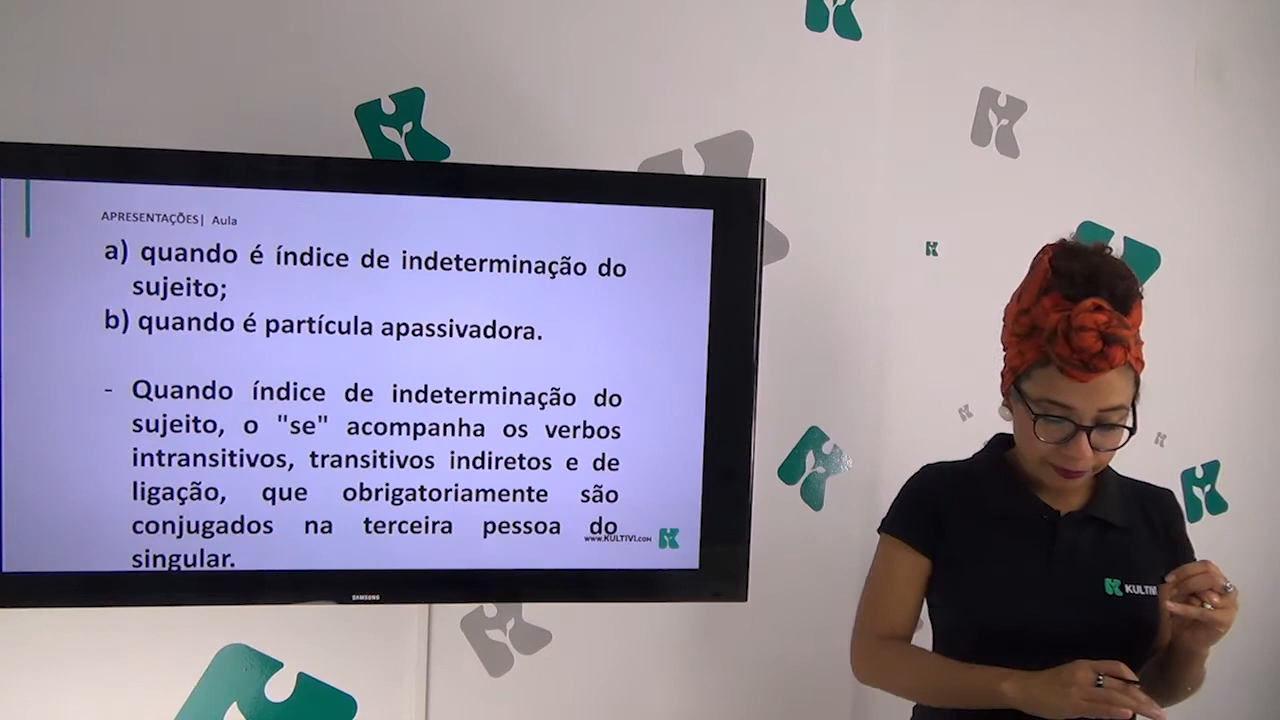 APRESENTAÇÕES| Aula
a) quando é índice de indeterminação do
sujeito;
b) quando é partícula apassivadora.
- Quando índice de indeterminação do
sujeito, o "se" acompanha os verbos
intransitivos, transitivos indiretos e de
ligação, que obrigatoriamente são
conjugados na terceira pessoa do
singular.
www.KULTIVI.com
SAMSUNG
KULTIVI